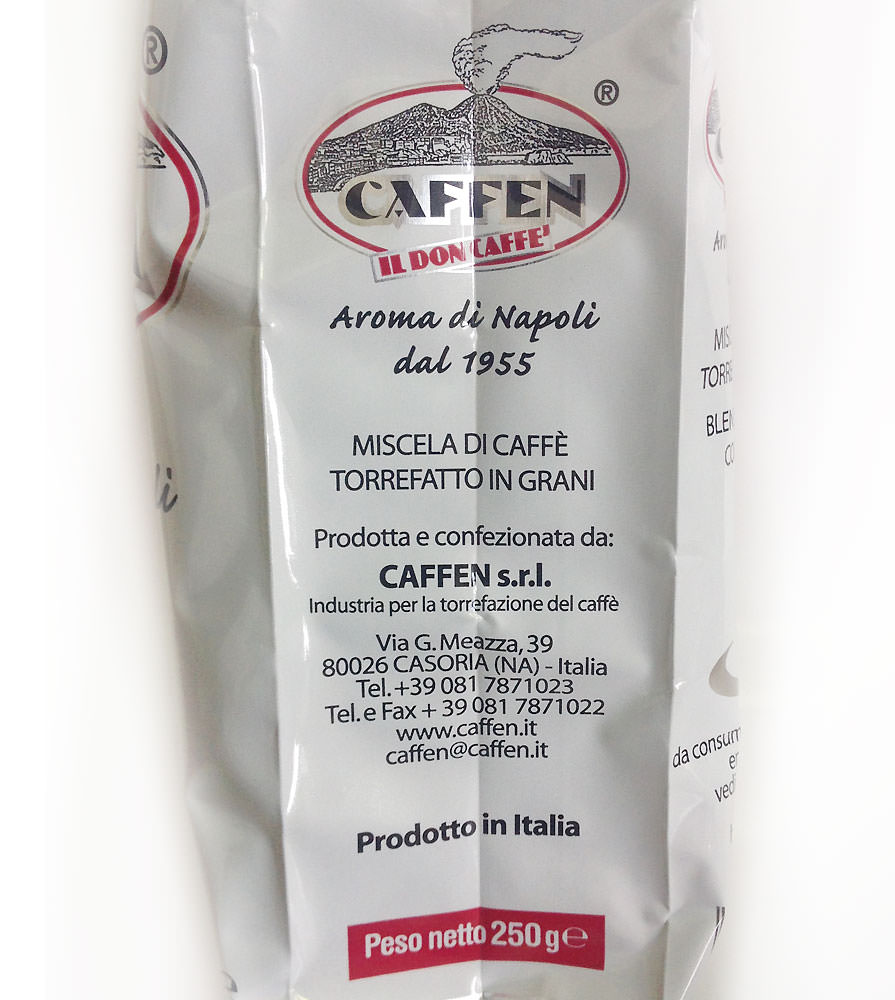 ®
CAFFEN
IL DON CAFFE'
Aroma di Napoli
dal 1955
MISCELA DI CAFFÈ
TORREFATTO IN GRANI
Prodotta e confezionata da:
CAFFEN s.r.l.
Industria per la torrefazione del caffè
Via G. Meazza, 39
80026 CASORIA (NA) - Italia
Tel. +39 081 7871023
Tel. e Fax + 39 081 7871022
www.caffen.it
caffen@caffen.it
Prodotto in Italia
Peso netto 250 g ℮
®
da